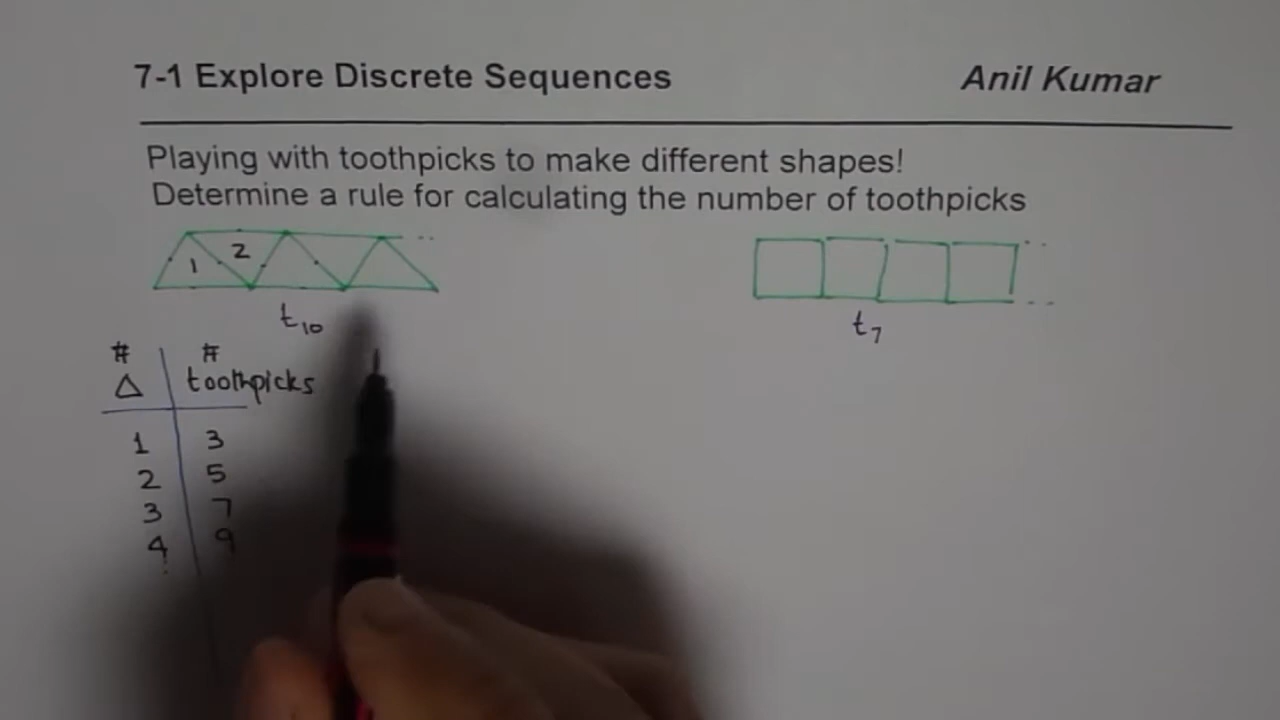 7-1 Explore Discrete Sequences Anil Kumar
Playing with toothpicks to make different shapes!
Determine a rule for calculating the number of toothpicks
1 2
t10 t7
# #
△ toothpicks
1 3
2 5
3 7
4 9